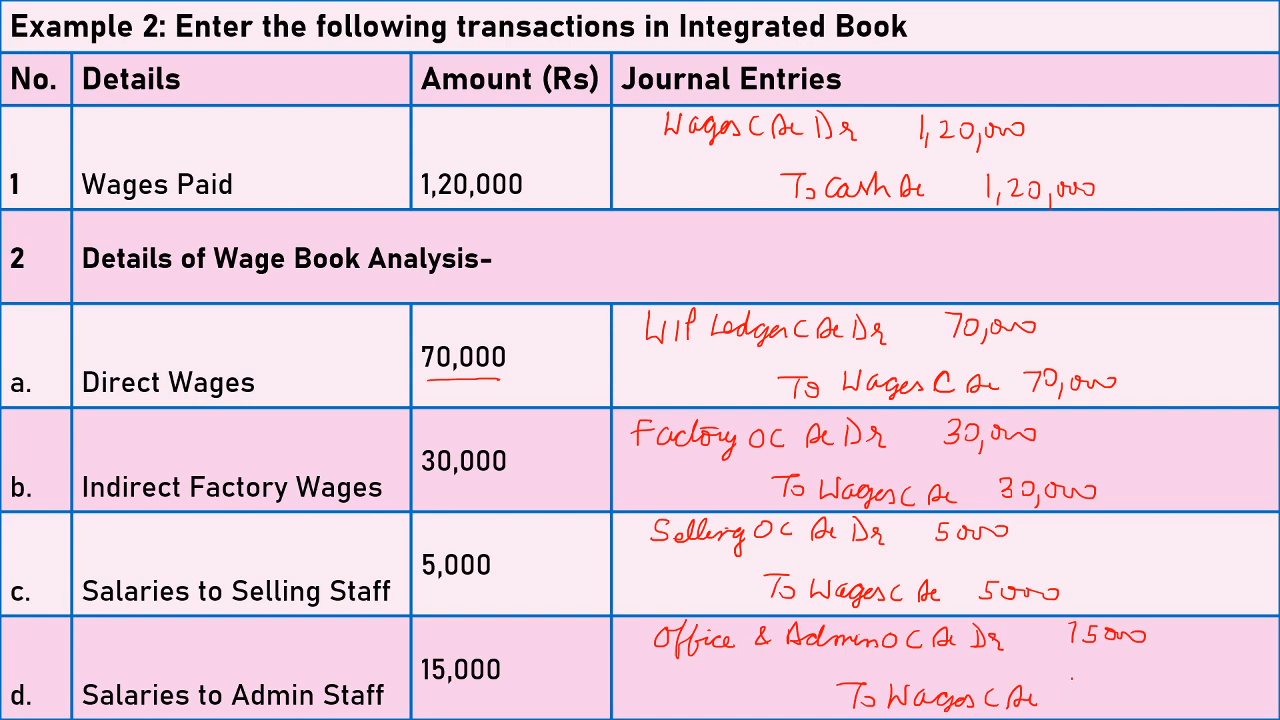 Example 2: Enter the following transactions in Integrated Book
No. Details Amount (Rs) Journal Entries
Wages C Ac Dr 1,20,000
1 Wages Paid 1,20,000 To Cash Ac 1,20,000
2 Details of Wage Book Analysis-
WIP Ledger C Ac Dr 70,000
70,000
a. Direct Wages To Wages C Ac 70,000
Factory OC Ac Dr 30,000
30,000
b. Indirect Factory Wages To Wages C Ac 30,000
Selling OC Ac Dr 5000
5,000
c. Salaries to Selling Staff To Wages C Ac 5000
Office & Admin OC Ac Dr 15000
15,000
d. Salaries to Admin Staff To Wages C Ac